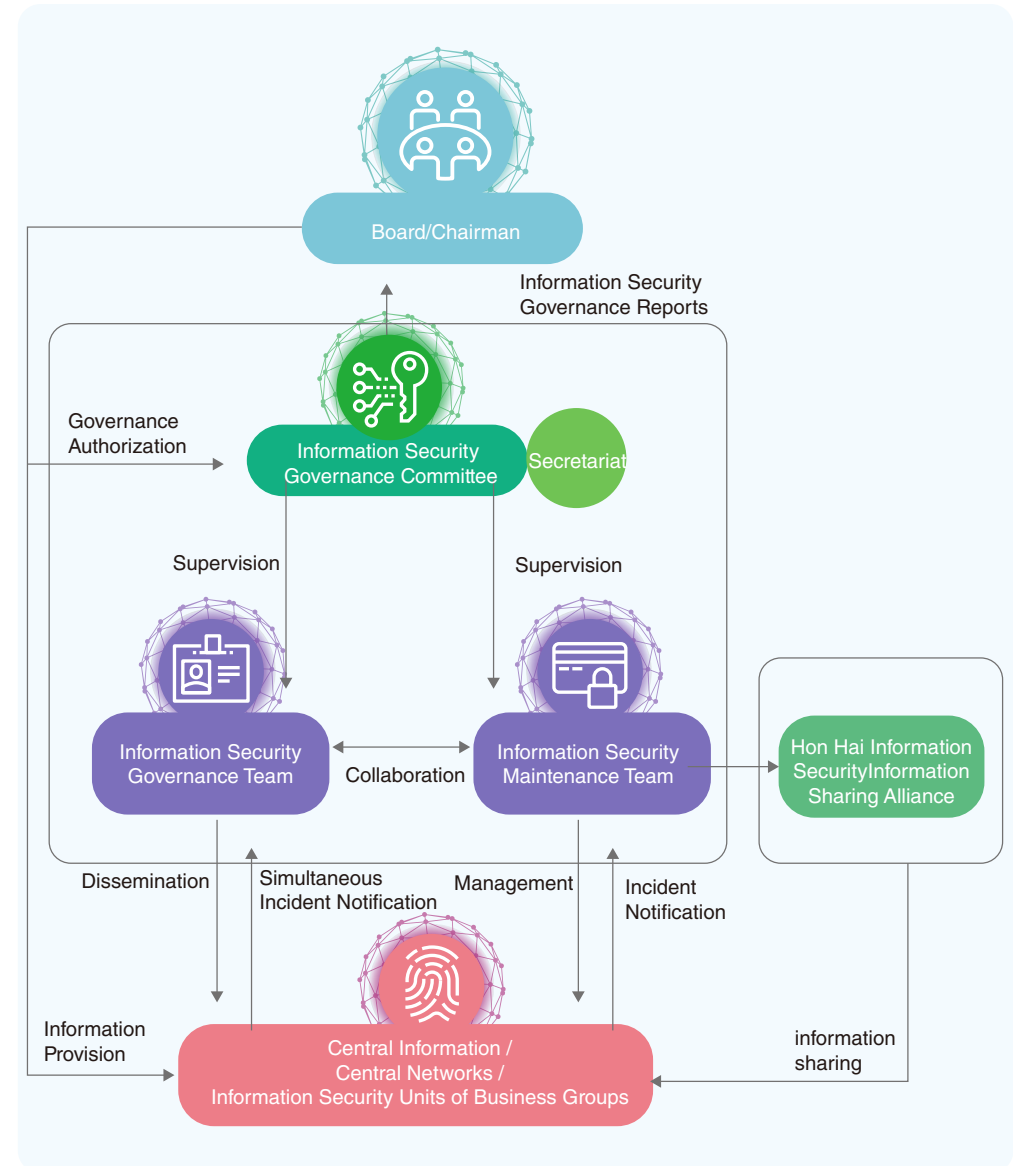 Board/Chairman
Information Security
Governance Reports
Governance
Authorization
Information Security
Governance Committee
Secretariat
Supervision
Supervision
Information Security
Governance Team
Collaboration
Information Security
Maintenance Team
Hon Hai Information
SecurityInformation
Sharing Alliance
Dissemination
Simultaneous
Incident Notification
Management
Incident
Notification
Information
Provision
Central Information /
Central Networks /
Information Security Units of Business Groups
information
sharing